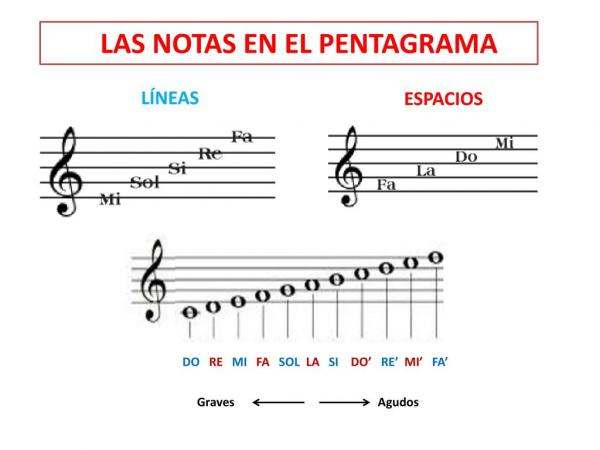 LAS NOTAS EN EL PENTAGRAMA
LÍNEAS
Fa
Re
Si
Sol
Mi
ESPACIOS
Mi
Do
La
Fa
DO RE MI FA SOL LA SI DO’ RE’ MI’ FA’
Graves Agudos